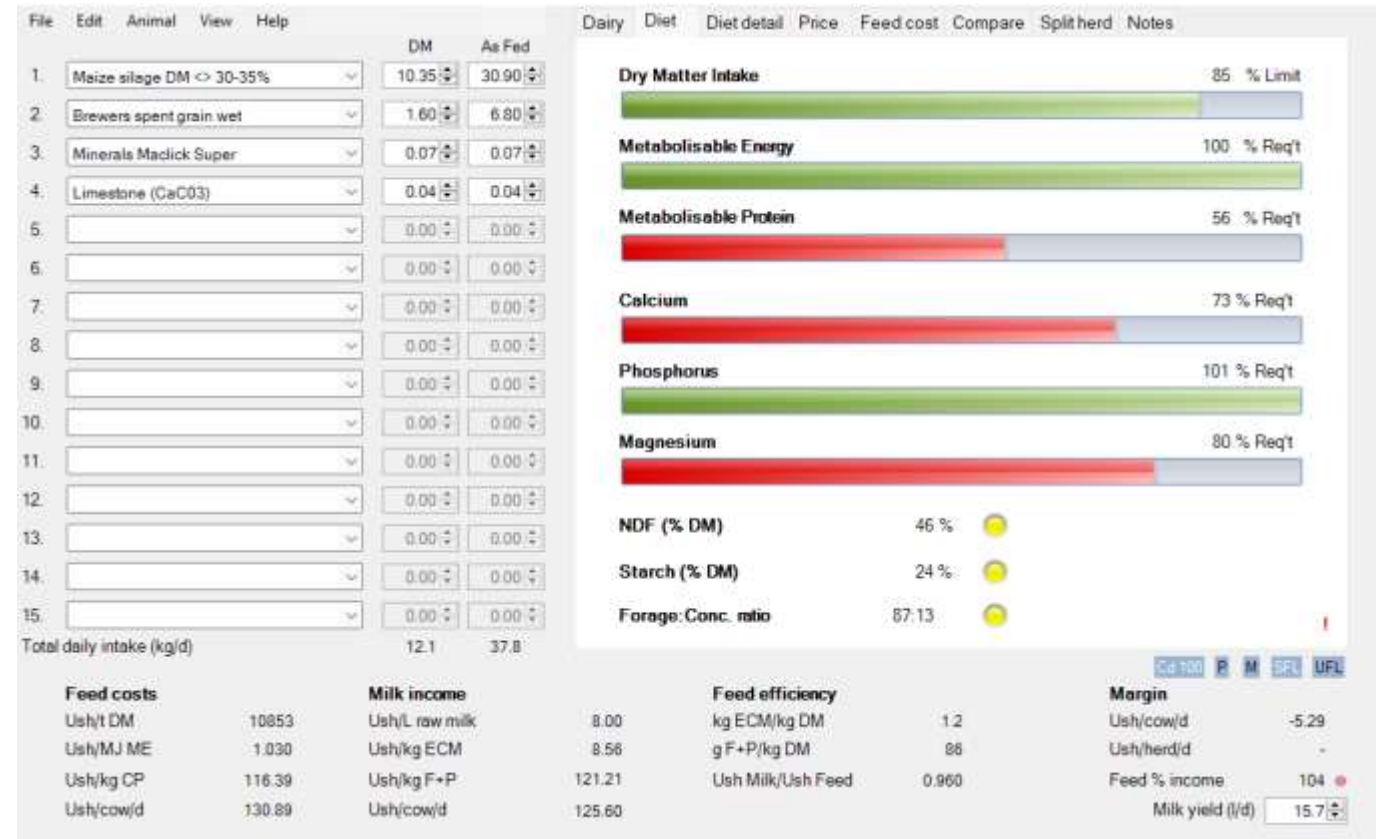 File Edit Animal View Help
Dairy Diet Diet detail Price Feed cost Compare Split herd Notes
DM As Fed
1. Maize silage DM <> 30-35% 10.35 30.90
2. Brewers spent grain wet 1.60 6.80
3. Minerals Maclick Super 0.07 0.07
4. Limestone (CaC03) 0.04 0.04
5. 0.00 0.00
6. 0.00 0.00
7. 0.00 0.00
8. 0.00 0.00
9. 0.00 0.00
10. 0.00 0.00
11. 0.00 0.00
12. 0.00 0.00
13. 0.00 0.00
14. 0.00 0.00
15. 0.00 0.00
Total daily intake (kg/d) 12.1 37.8
Dry Matter Intake 85 % Limit
Metabolisable Energy 100 % Req't
Metabolisable Protein 56 % Req't
Calcium 73 % Req't
Phosphorus 101 % Req't
Magnesium 80 % Req't
NDF (% DM) 46 %
Starch (% DM) 24 %
Forage:Conc. ratio 87:13
!
Cd 100 P M SFL UFL
Feed costs Milk income Feed efficiency Margin
Ush/t DM 10853 Ush/L raw milk 8.00 kg ECM/kg DM 1.2 Ush/cow/d -5.29
Ush/MJ ME 1.030 Ush/kg ECM 8.56 g F+P/kg DM 86 Ush/herd/d -
Ush/kg CP 116.39 Ush/kg F+P 121.21 Ush Milk/Ush Feed 0.960 Feed % income 104
Ush/cow/d 130.89 Ush/cow/d 125.60 Milk yield (l/d) 15.7